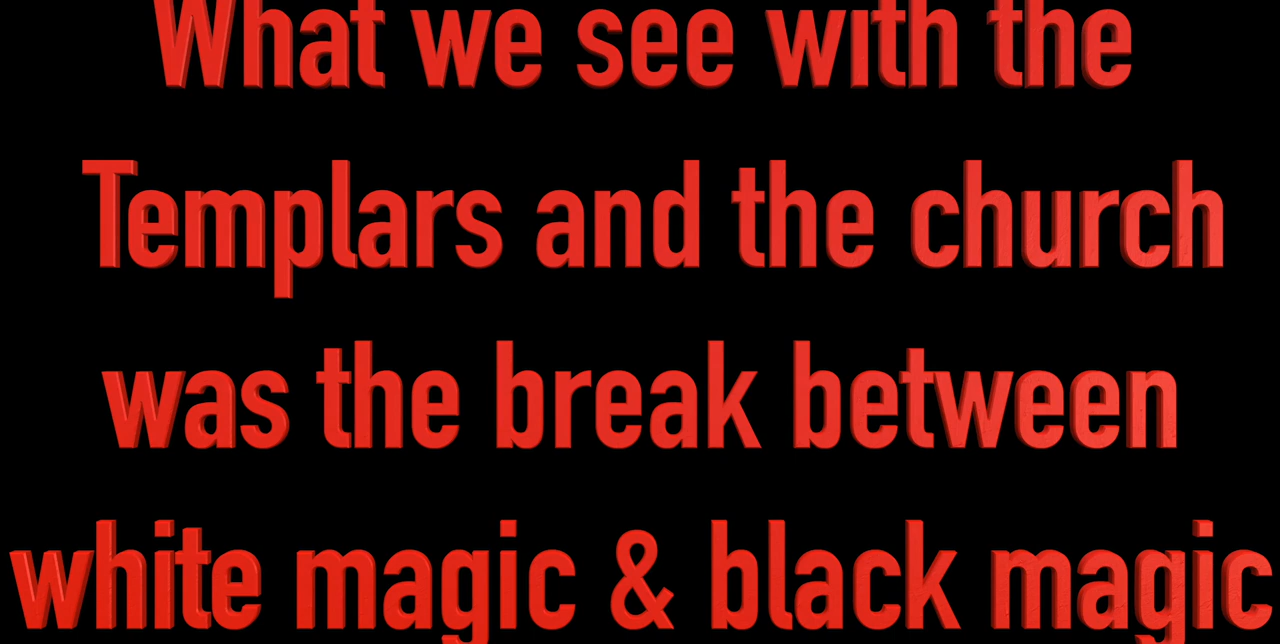 What we see with the
Templars and the church
was the break between
white magic & black magic